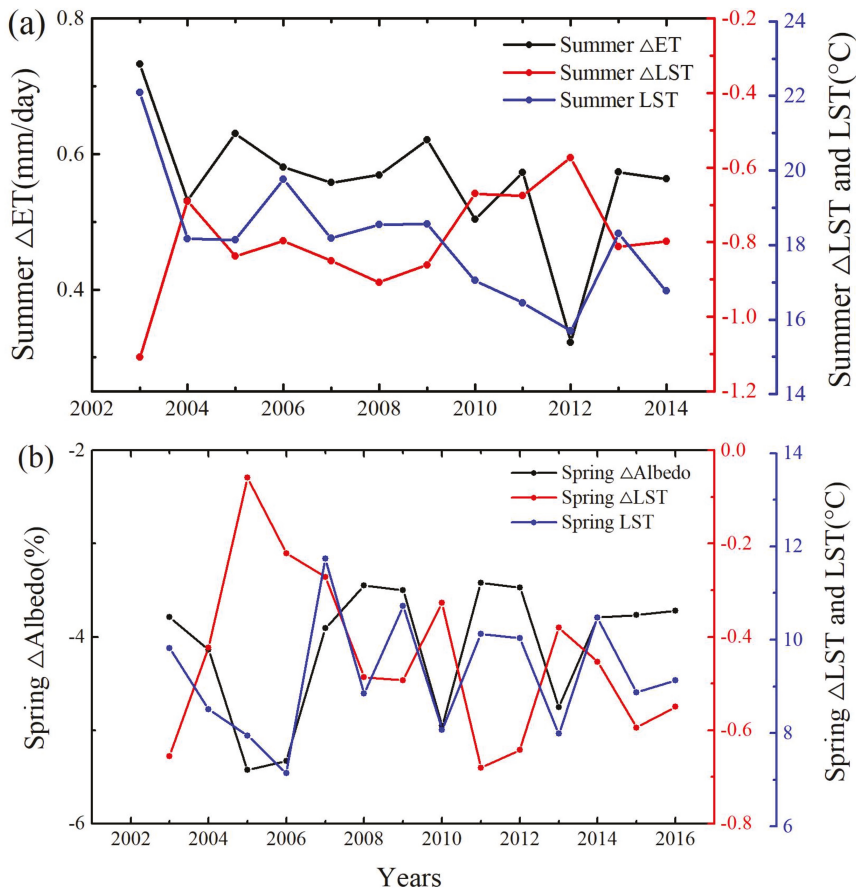 (a)
Summer △ET(mm/day)
0.8
0.6
0.4
Summer △ET
Summer △LST
Summer LST
-0.2
-0.4
-0.6
-0.8
-1.0
-1.2
24
22
20
18
16
14
Summer △LST and LST(°C)
2002 2004 2006 2008 2010 2012 2014
(b)
Spring △Albedo(%)
-2
-4
-6
Spring △Albedo
Spring △LST
Spring LST
0.0
-0.2
-0.4
-0.6
-0.8
14
12
10
8
6
Spring △LST and LST(°C)
2002 2004 2006 2008 2010 2012 2014 2016
Years